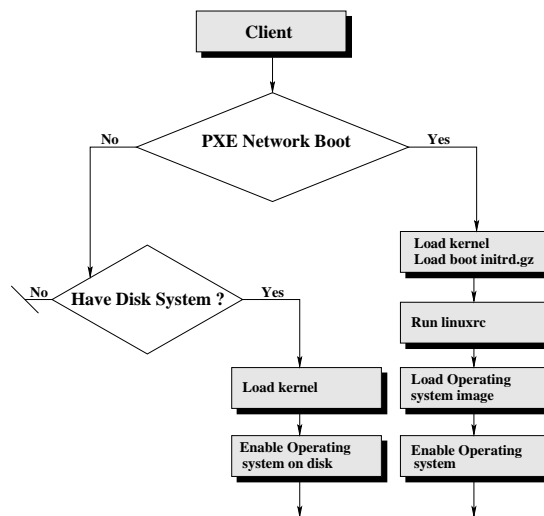 Client
No
PXE Network Boot
Yes
Load kernel
Load boot initrd.gz
No
Have Disk System ?
Yes
Run linuxrc
Load kernel
Load Operating
system image
Enable Operating
system on disk
Enable Operating
system